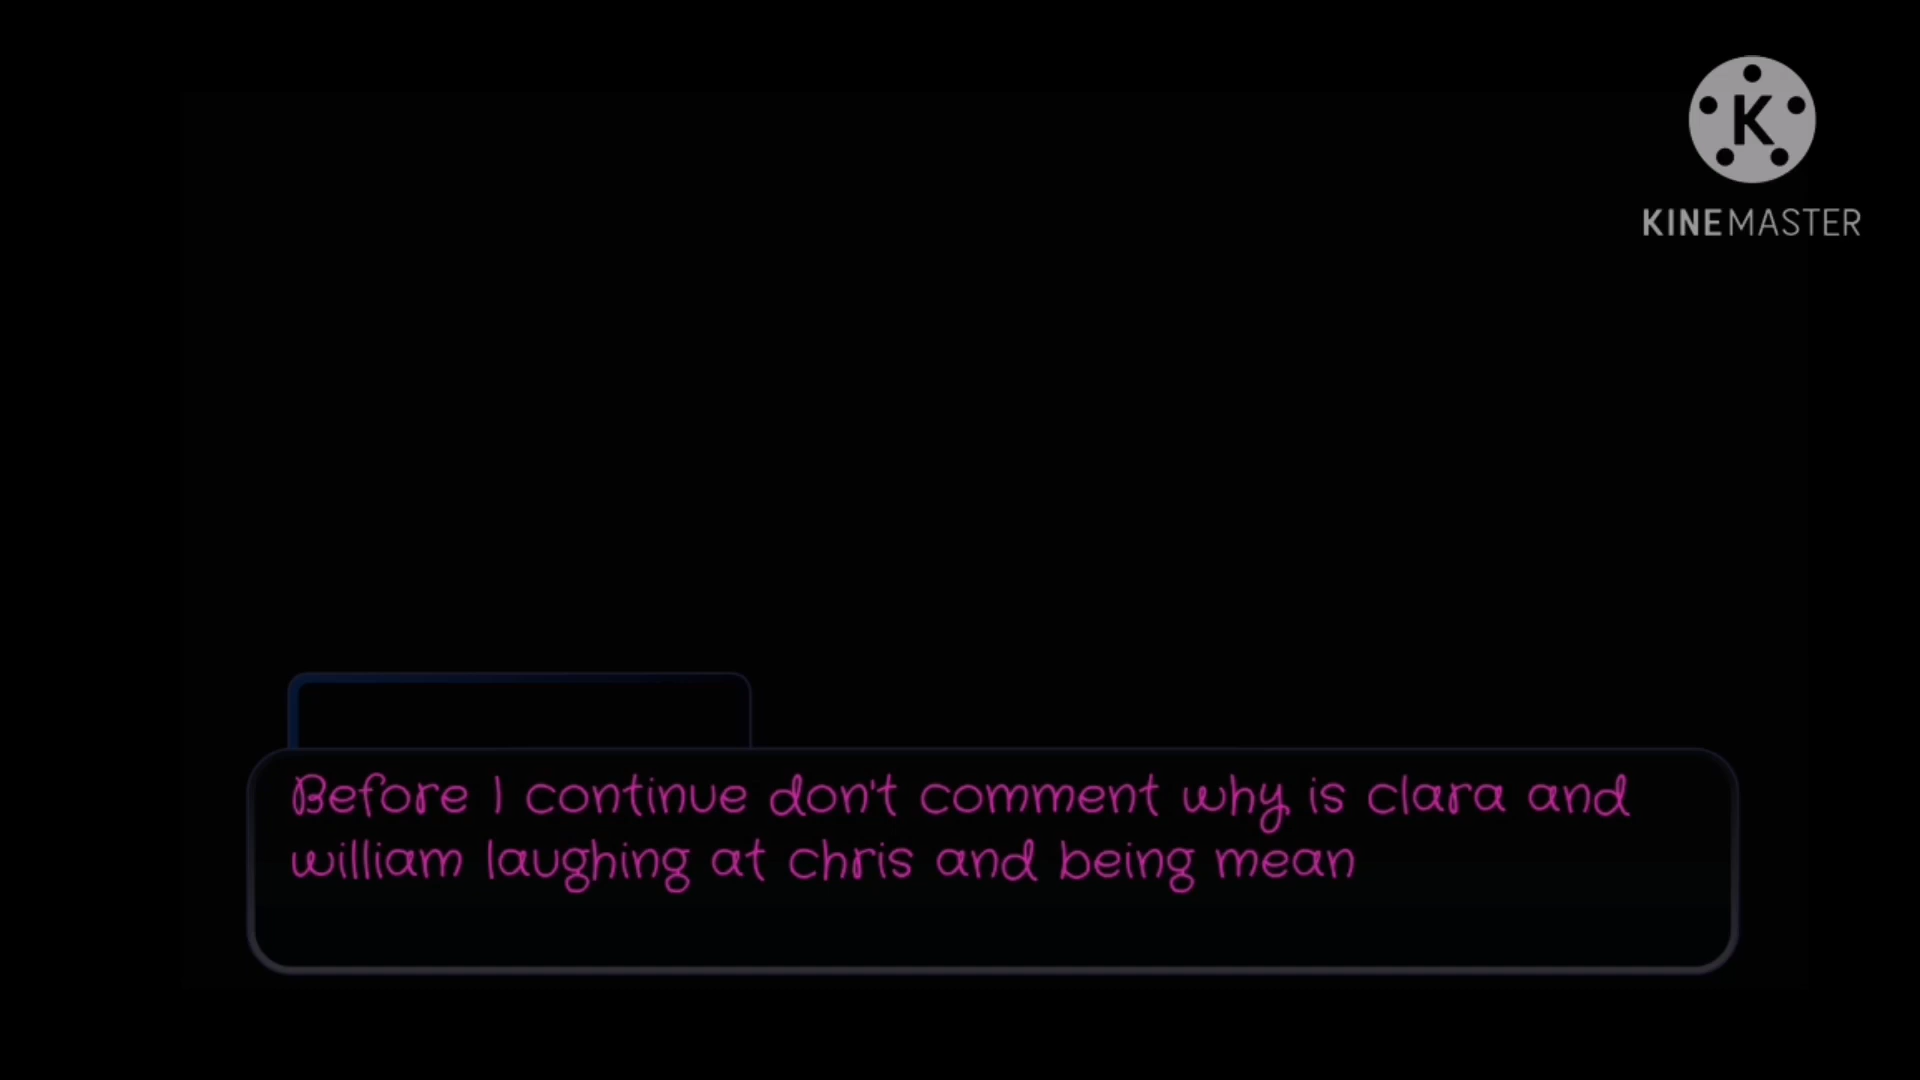 K
KINEMASTER
Before I continue don't comment why is clara and
william laughing at chris and being mean